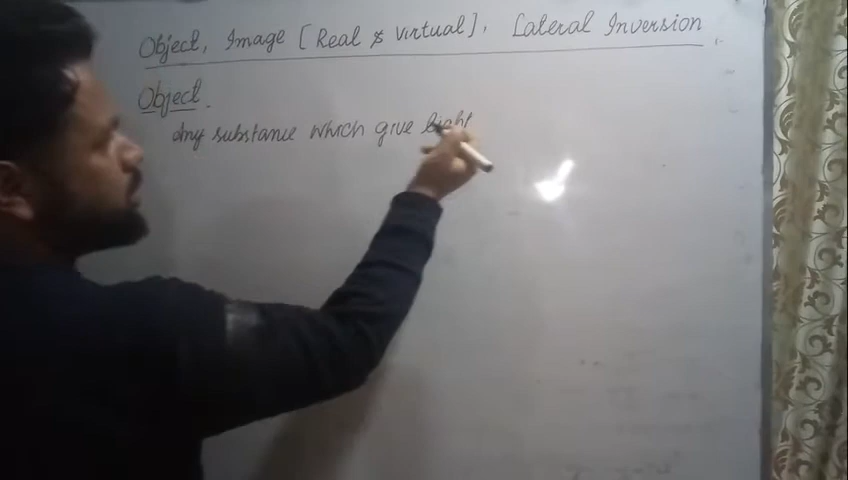 Object, Image [Real & Virtual], Lateral Inversion
Object.
Any substance which give light